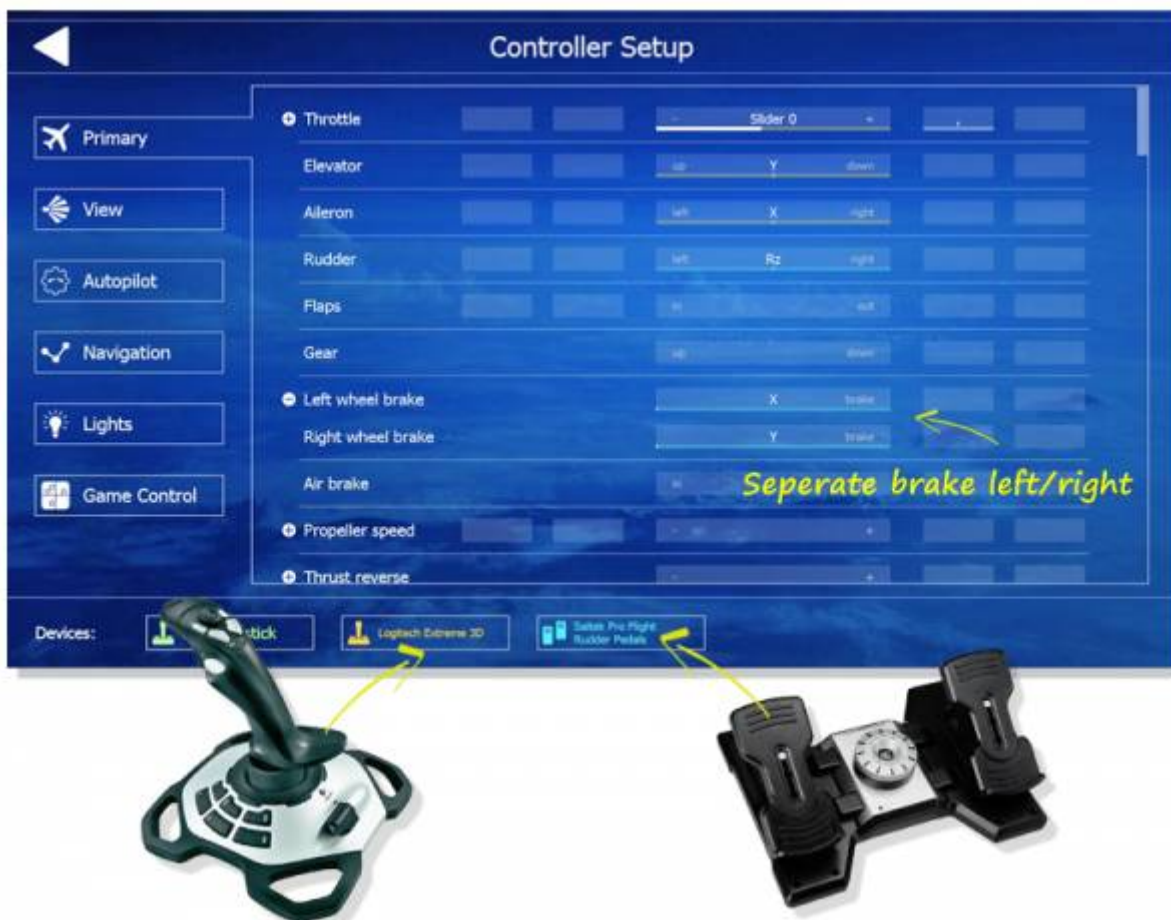 Controller Setup
Primary
View
Autopilot
Navigation
Lights
Game Control
Throttle - Slider 0 + ,
Elevator up Y down
Aileron left X right
Rudder left Rz right
Flaps in out
Gear up down
Left wheel brake X brake
Right wheel brake Y brake
Air brake in
Seperate brake left/right
Propeller speed - +
Thrust reverse - +
Devices:
stick
Logitech Extreme 3D
Saitek Pro Flight
Rudder Pedals